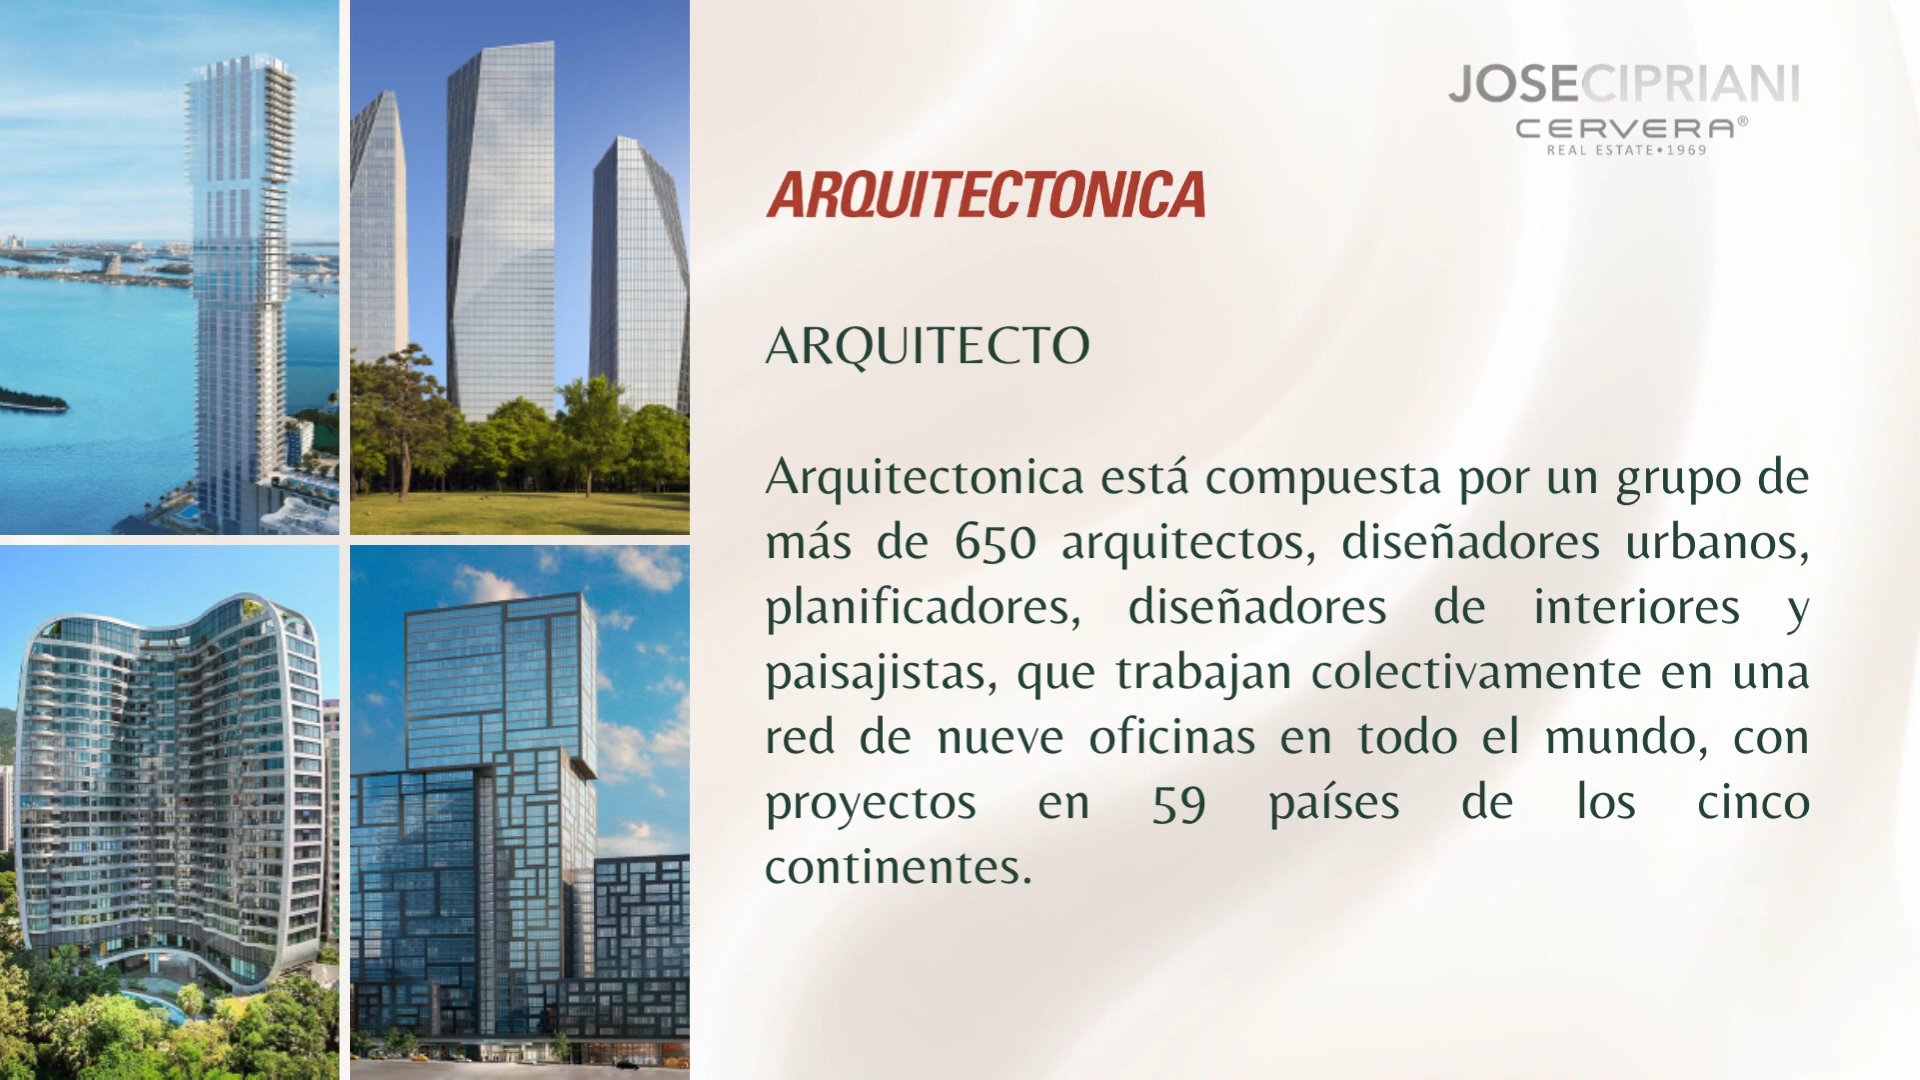 JOSECIPRIANI
CERVERA®
REAL ESTATE•1969
ARQUITECTONICA
ARQUITECTO
Arquitectonica está compuesta por un grupo de
más de 650 arquitectos, diseñadores urbanos,
planificadores, diseñadores de interiores y
paisajistas, que trabajan colectivamente en una
red de nueve oficinas en todo el mundo, con
proyectos en 59 países de los cinco
continentes.